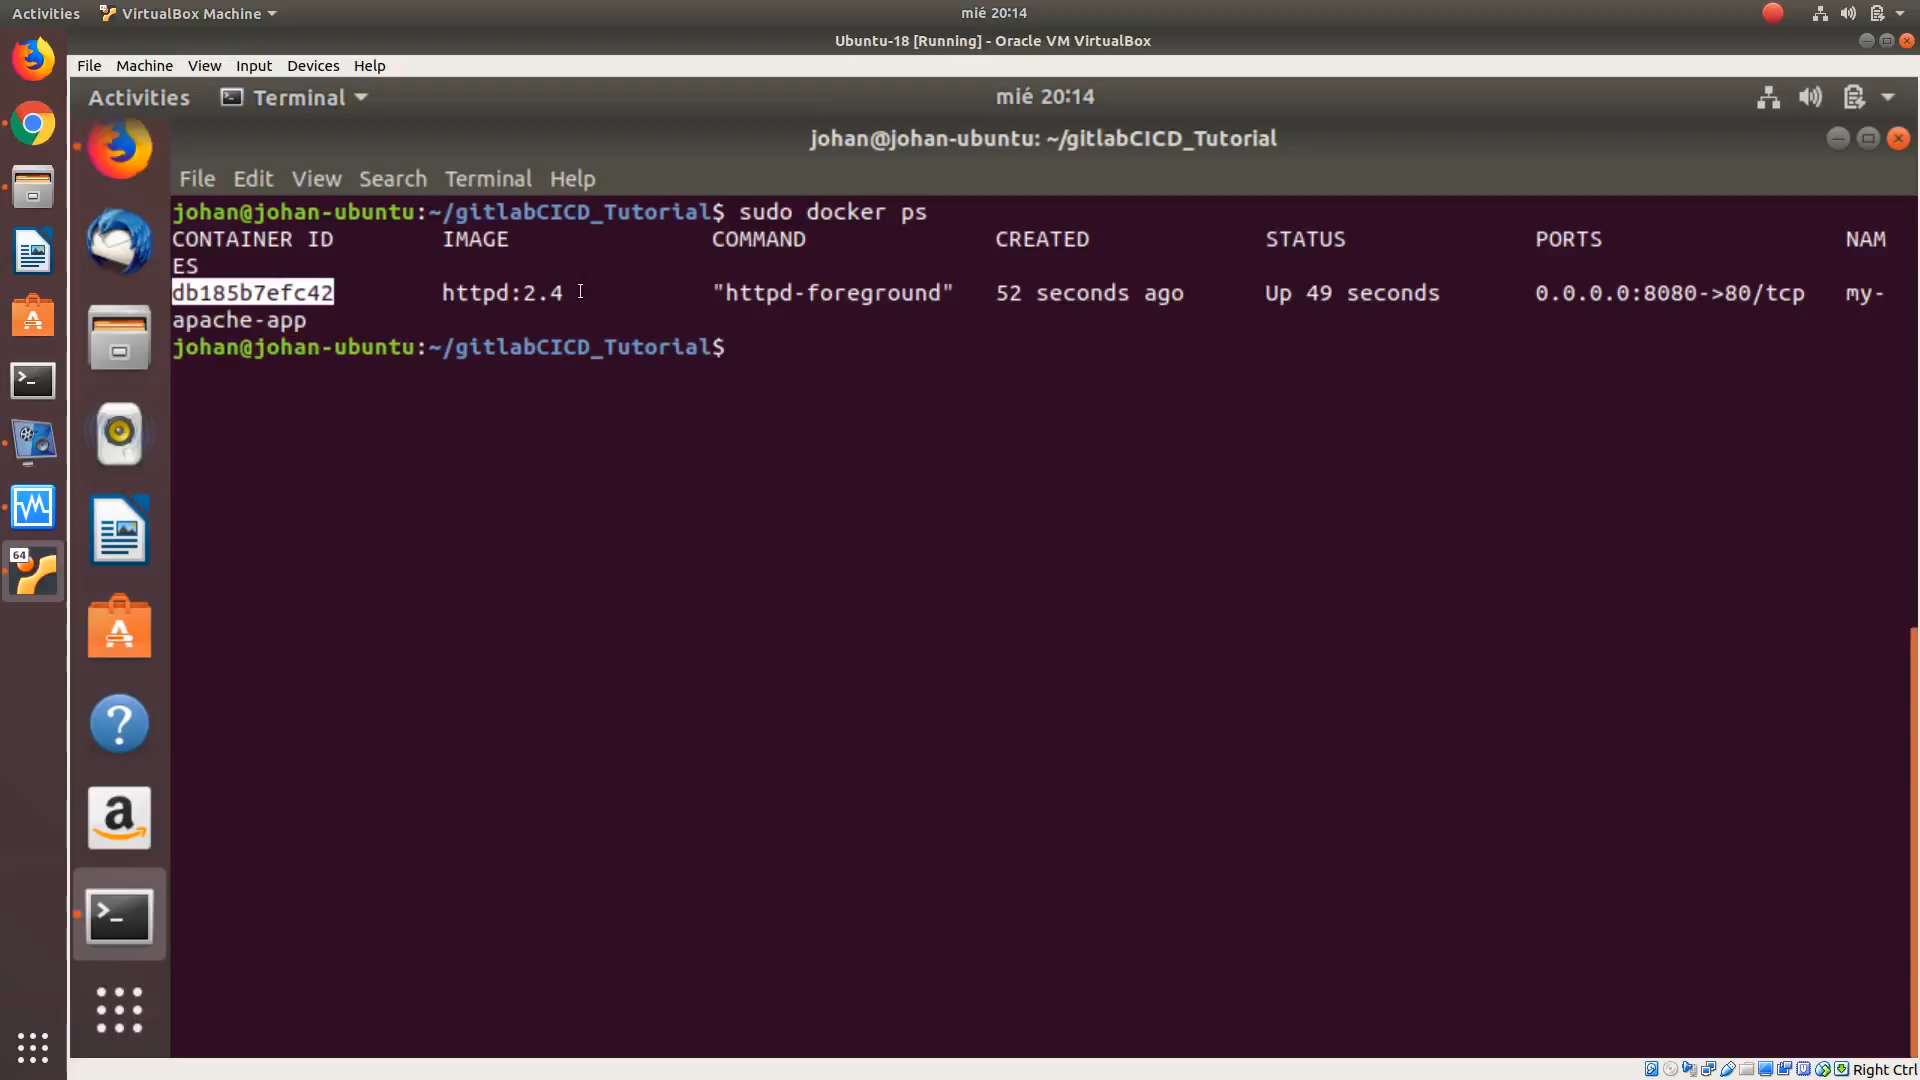 Activities VirtualBox Machine mié 20:14
Ubuntu-18 [Running] - Oracle VM VirtualBox
File Machine View Input Devices Help
Activities Terminal mié 20:14
johan@johan-ubuntu: ~/gitlabCICD_Tutorial
File Edit View Search Terminal Help
johan@johan-ubuntu:~/gitlabCICD_Tutorial$ sudo docker ps
CONTAINER ID IMAGE COMMAND CREATED STATUS PORTS NAM
ES
db185b7efc42 httpd:2.4 "httpd-foreground" 52 seconds ago Up 49 seconds 0.0.0.0:8080->80/tcp my-
apache-app
johan@johan-ubuntu:~/gitlabCICD_Tutorial$
64
Right Ctrl